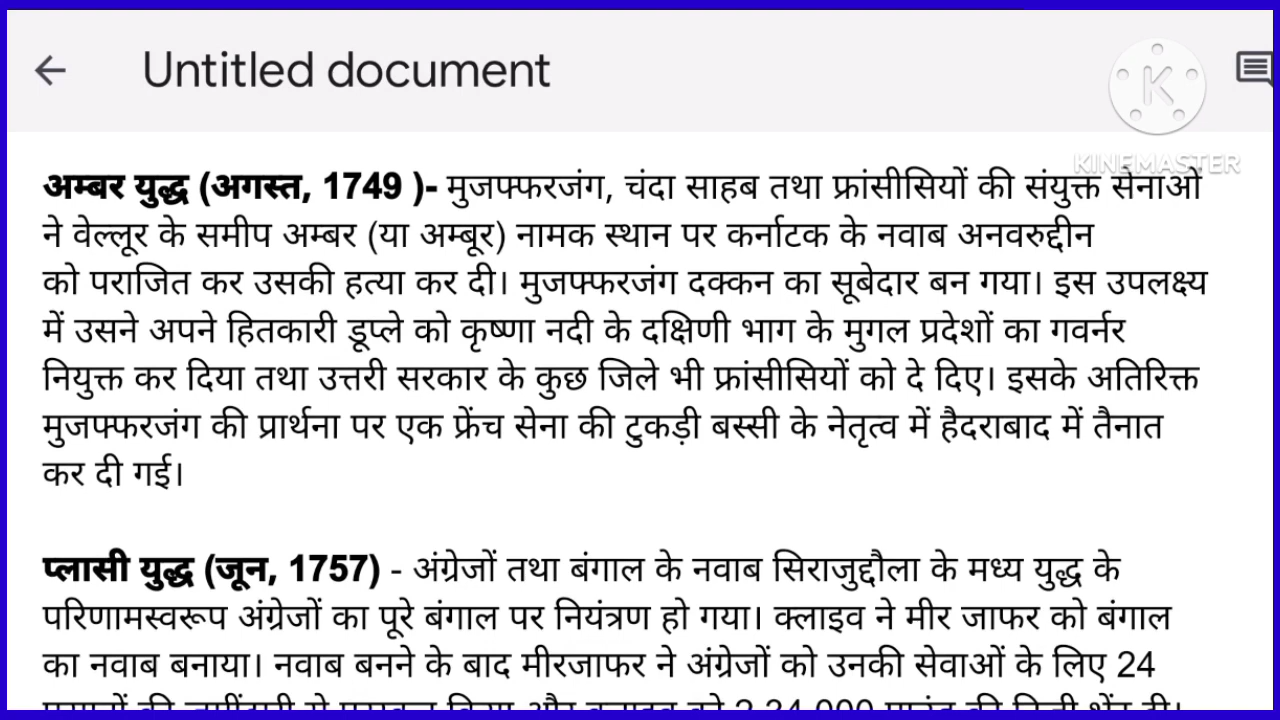 Untitled document
K
KINEMASTER
अम्बर युद्ध (अगस्त, 1749 )- मुजफ्फरजंग, चंदा साहब तथा फ्रांसीसियों की संयुक्त सेनाओं
ने वेल्लूर के समीप अम्बर (या अम्बूर) नामक स्थान पर कर्नाटक के नवाब अनवरुद्दीन
को पराजित कर उसकी हत्या कर दी। मुजफ्फरजंग दक्कन का सूबेदार बन गया। इस उपलक्ष्य
में उसने अपने हितकारी डूप्ले को कृष्णा नदी के दक्षिणी भाग के मुगल प्रदेशों का गवर्नर
नियुक्त कर दिया तथा उत्तरी सरकार के कुछ जिले भी फ्रांसीसियों को दे दिए। इसके अतिरिक्त
मुजफ्फरजंग की प्रार्थना पर एक फ्रेंच सेना की टुकड़ी बस्सी के नेतृत्व में हैदराबाद में तैनात
कर दी गई।
प्लासी युद्ध (जून, 1757) - अंग्रेजों तथा बंगाल के नवाब सिराजुद्दौला के मध्य युद्ध के
परिणामस्वरूप अंग्रेजों का पूरे बंगाल पर नियंत्रण हो गया। क्लाइव ने मीर जाफर को बंगाल
का नवाब बनाया। नवाब बनने के बाद मीरजाफर ने अंग्रेजों को उनकी सेवाओं के लिए 24